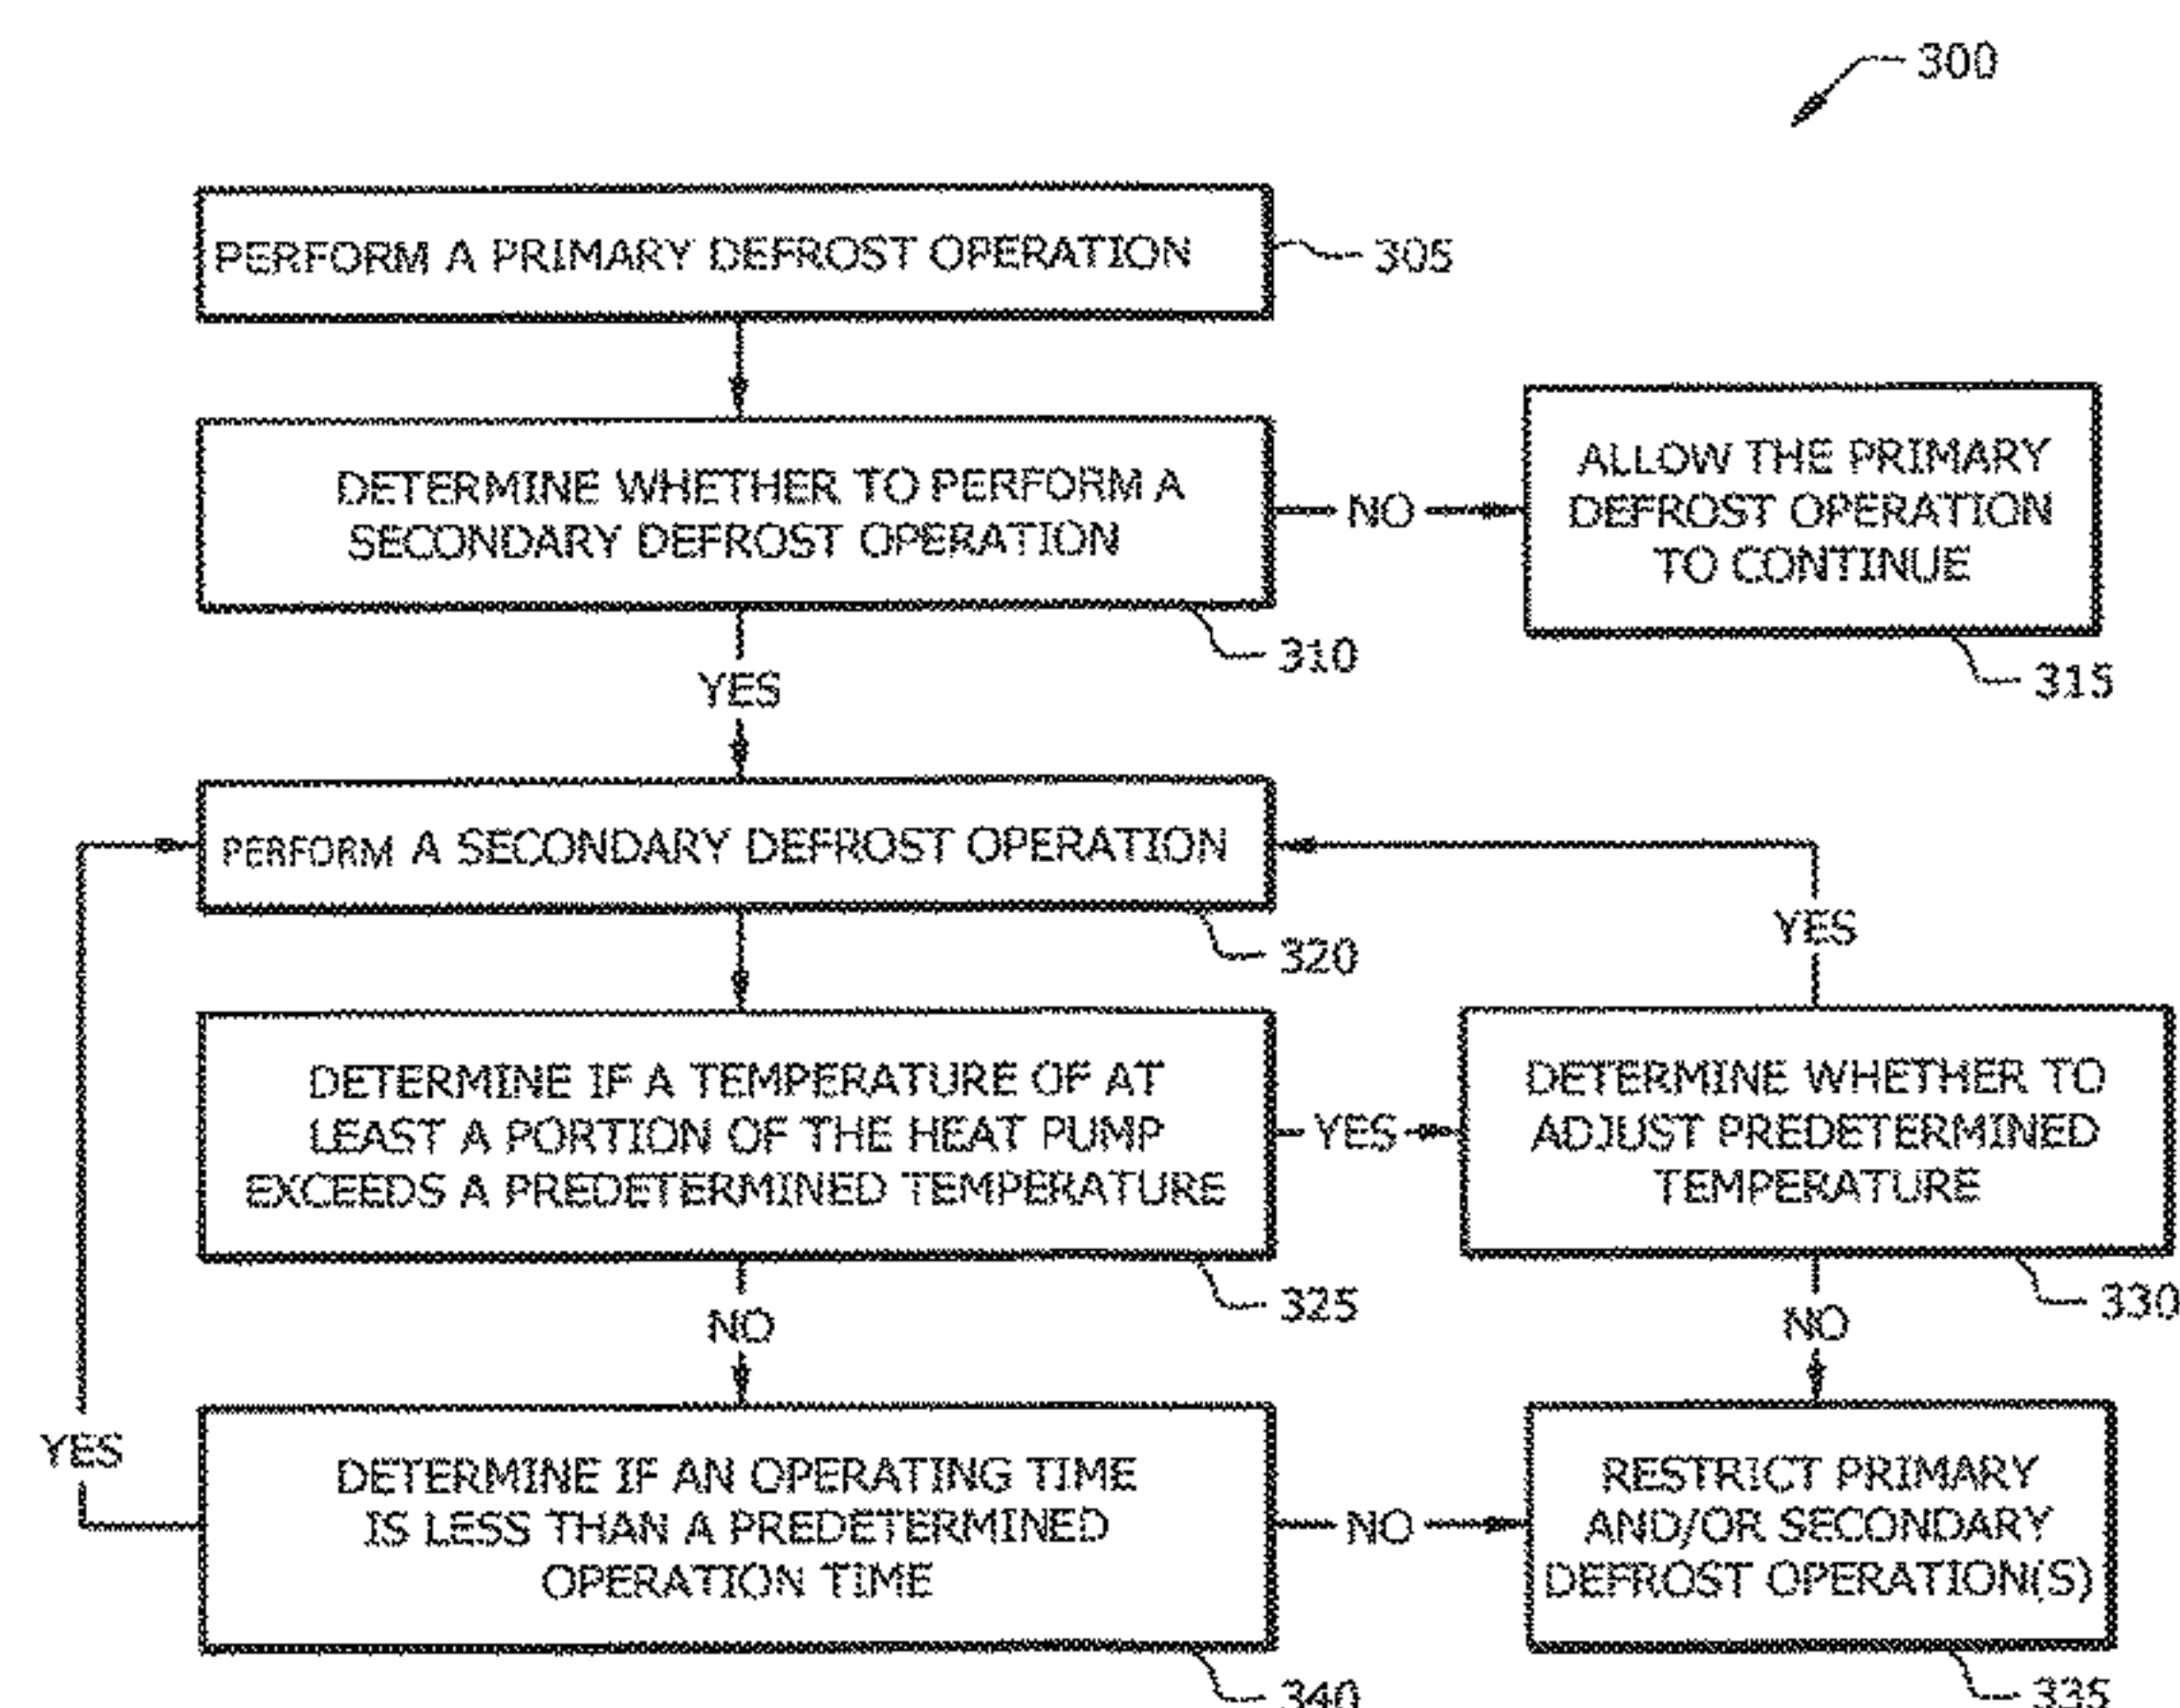 300
PERFORM A PRIMARY DEFROST OPERATION
305
DETERMINE WHETHER TO PERFORM A
SECONDARY DEFROST OPERATION
310
NO
ALLOW THE PRIMARY
DEFROST OPERATION
TO CONTINUE
315
YES
PERFORM A SECONDARY DEFROST OPERATION
320
YES
DETERMINE IF A TEMPERATURE OF AT
LEAST A PORTION OF THE HEAT PUMP
EXCEEDS A PREDETERMINED TEMPERATURE
325
YES
DETERMINE WHETHER TO
ADJUST PREDETERMINED
TEMPERATURE
330
NO
NO
YES
DETERMINE IF AN OPERATING TIME
IS LESS THAN A PREDETERMINED
OPERATION TIME
340
NO
RESTRICT PRIMARY
AND/OR SECONDARY
DEFROST OPERATION(S)
335